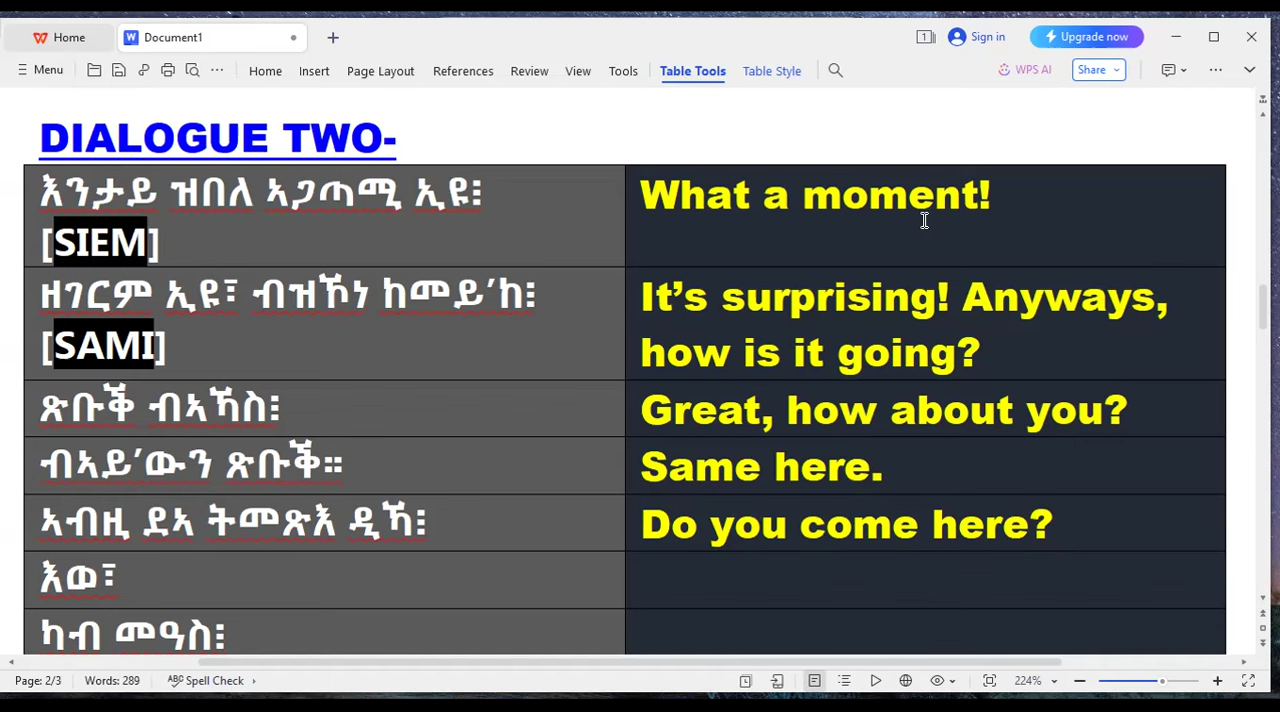 Home
Document1
1
Sign in
Upgrade now
Menu
Home
Insert
Page Layout
References
Review
View
Tools
Table Tools
Table Style
WPS AI
Share
DIALOGUE TWO-
እንታይ ዝበለ ኣጋጣሚ ኢዩ፧
[SIEM]
What a moment!
ዘገርም ኢዩ፣ ብዝኾነ ከመይ’ከ፧
[SAMI]
It’s surprising! Anyways,
how is it going?
ጽቡቕ ብኣኻስ፧
Great, how about you?
ብኣይ’ውን ጽቡቕ።
Same here.
ኣብዚ ደኣ ትመጽእ ዲኻ፧
Do you come here?
እወ፣
ካብ መዓስ፧
Page: 2/3
Words: 289
Spell Check
224%